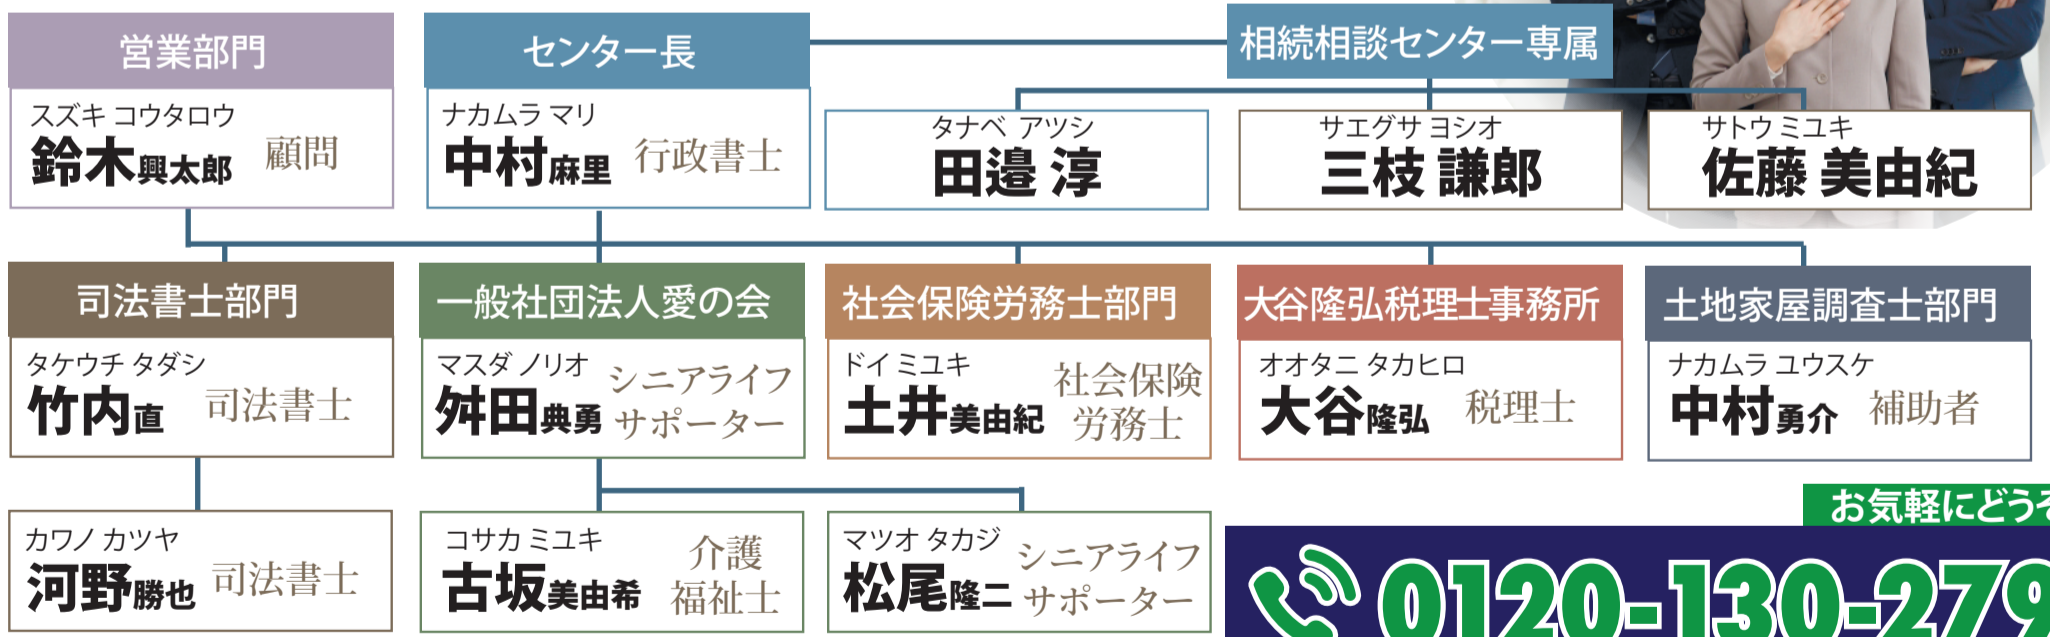 営業部門
スズキ コウタロウ
鈴木興太郎 顧問
センター長
ナカムラ マリ
中村麻里 行政書士
相続相談センター専属
タナベ アツシ
田邉 淳
サエグサ ヨシオ
三枝 謙郎
サトウ ミユキ
佐藤 美由紀
司法書士部門
タケウチ タダシ
竹内直 司法書士
カワノ カツヤ
河野勝也 司法書士
一般社団法人愛の会
マスダ ノリオ
舛田典勇 シニアライフ
サポーター
コサカ ミユキ
古坂美由希 介護
福祉士
マツオ タカジ
松尾隆二 シニアライフ
サポーター
社会保険労務士部門
ドイ ミユキ
土井美由紀 社会保険
労務士
大谷隆弘税理士事務所
オオタニ タカヒロ
大谷隆弘 税理士
土地家屋調査士部門
ナカムラ ユウスケ
中村勇介 補助者
お気軽にどうぞ
0120-130-279